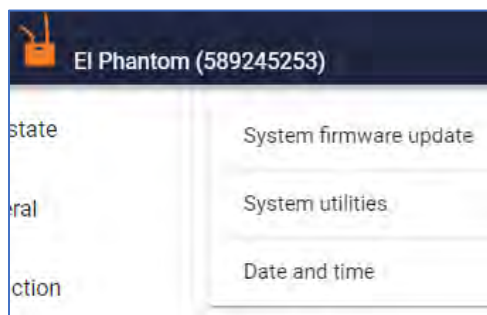 El Phantom (589245253)
state
System firmware update
eral
System utilities
ction
Date and time